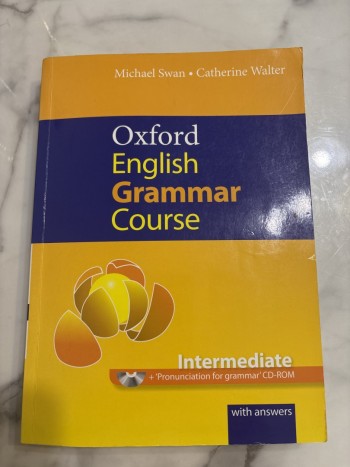 Michael Swan • Catherine Walter
Oxford
English
Grammar
Course
Intermediate
+ 'Pronunciation for grammar' CD-ROM
with answers